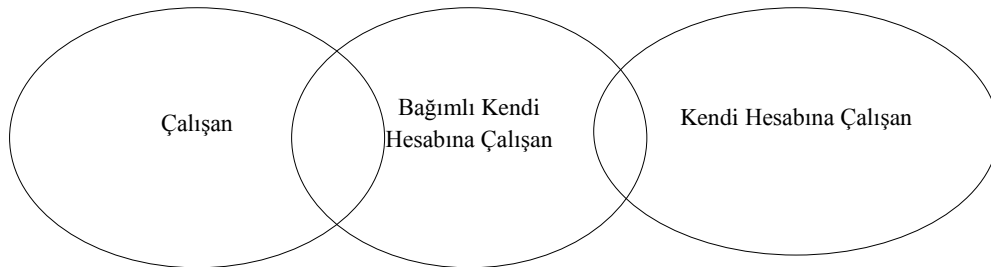 Çalışan
Bağımlı Kendi
Hesabına Çalışan
Kendi Hesabına Çalışan